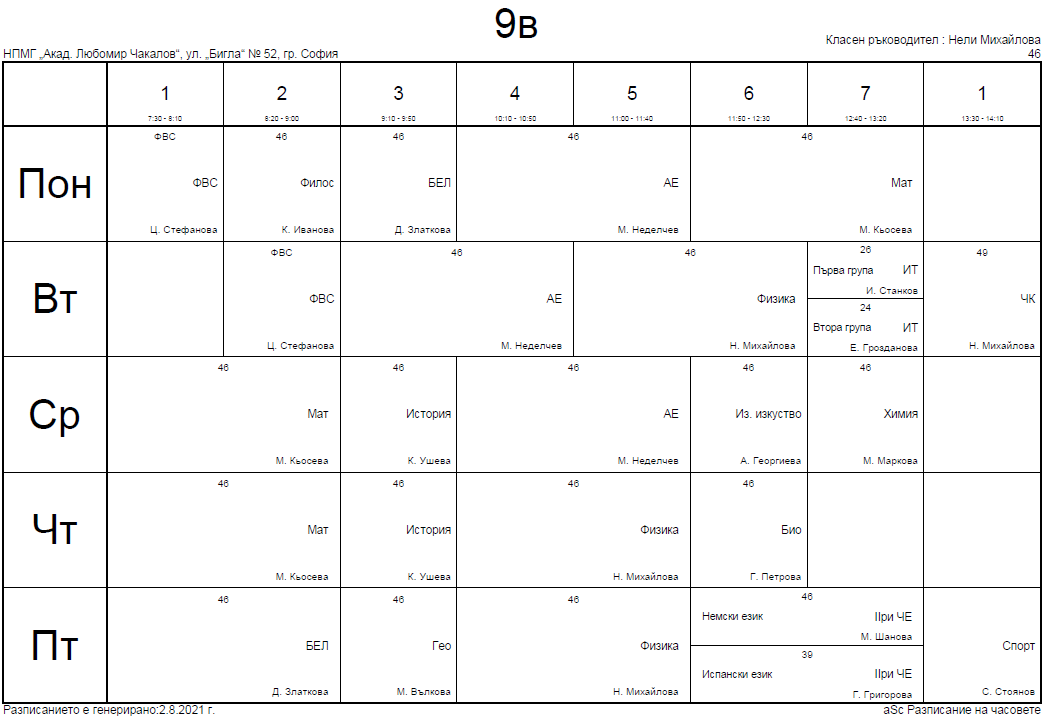 9в
Класен ръководител : Нели Михайлова
НПМГ „Акад. Любомир Чакалов“, ул. „Бигла“ № 52, гр. София 46
1 2 3 4 5 6 7 1
7:30 - 8:10 8:20 - 9:00 9:10 - 9:50 10:10 - 10:50 11:00 - 11:40 11:50 - 12:30 12:40 - 13:20 13:30 - 14:10
ФВС 46 46 46 46
Пон ФВС Филос БЕЛ АЕ Мат
Ц. Стефанова К. Иванова Д. Златкова М. Неделчев М. Кьосева
ФВС 46 46 26 49
Първа група ИТ
И. Станков
Вт ФВС АЕ Физика ЧК
24
Втора група ИТ
Ц. Стефанова М. Неделчев Н. Михайлова Е. Грозданова Н. Михайлова
46 46 46 46 46
Ср Мат История АЕ Из. изкуство Химия
М. Кьосева К. Ушева М. Неделчев А. Георгиева М. Маркова
46 46 46 46
Чт Мат История Физика Био
М. Кьосева К. Ушева Н. Михайлова Г. Петрова
46 46 46 46
Немски език IIри ЧЕ
М. Шанова
Пт БЕЛ Гео Физика Спорт
39
Испански език IIри ЧЕ
Д. Златкова М. Вълкова Н. Михайлова Г. Григорова С. Стоянов
Разписанието е генерирано:2.8.2021 г. aSc Разписание на часовете